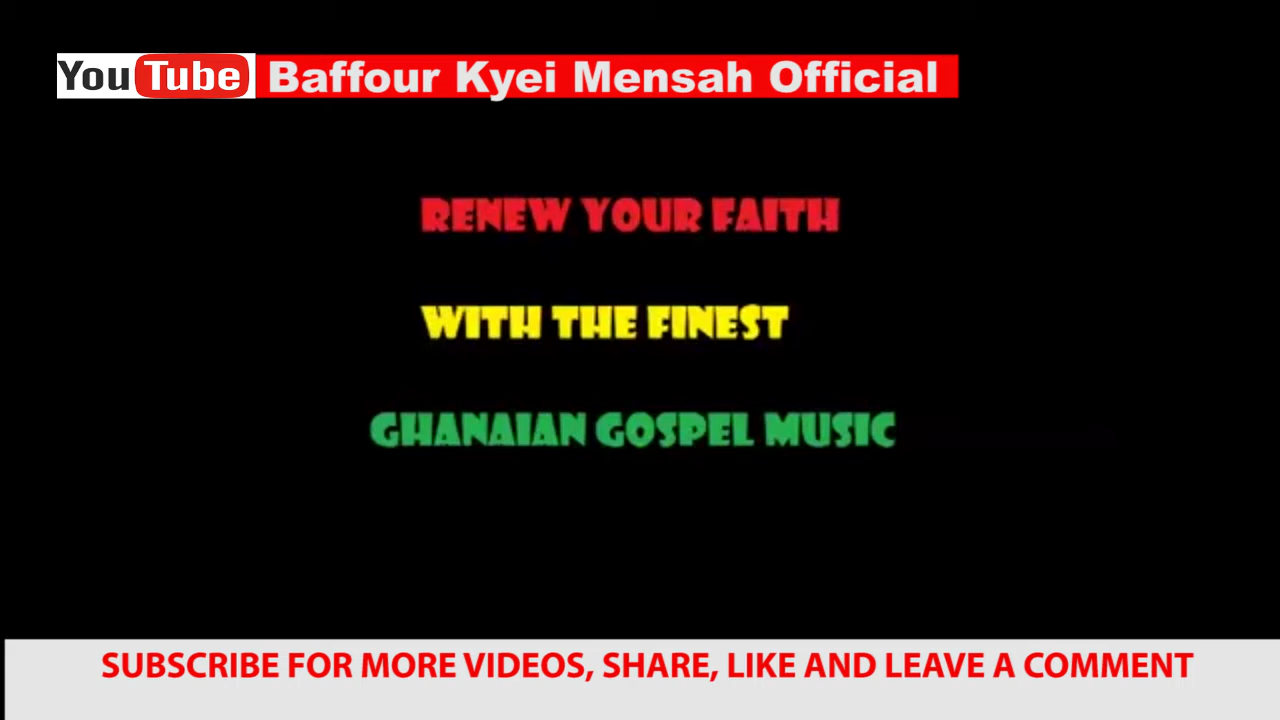 YouTube Baffour Kyei Mensah Official
RENEW YOUR FAITH
WITH THE FINEST
GHANAIAN GOSPEL MUSIC
SUBSCRIBE FOR MORE VIDEOS, SHARE, LIKE AND LEAVE A COMMENT